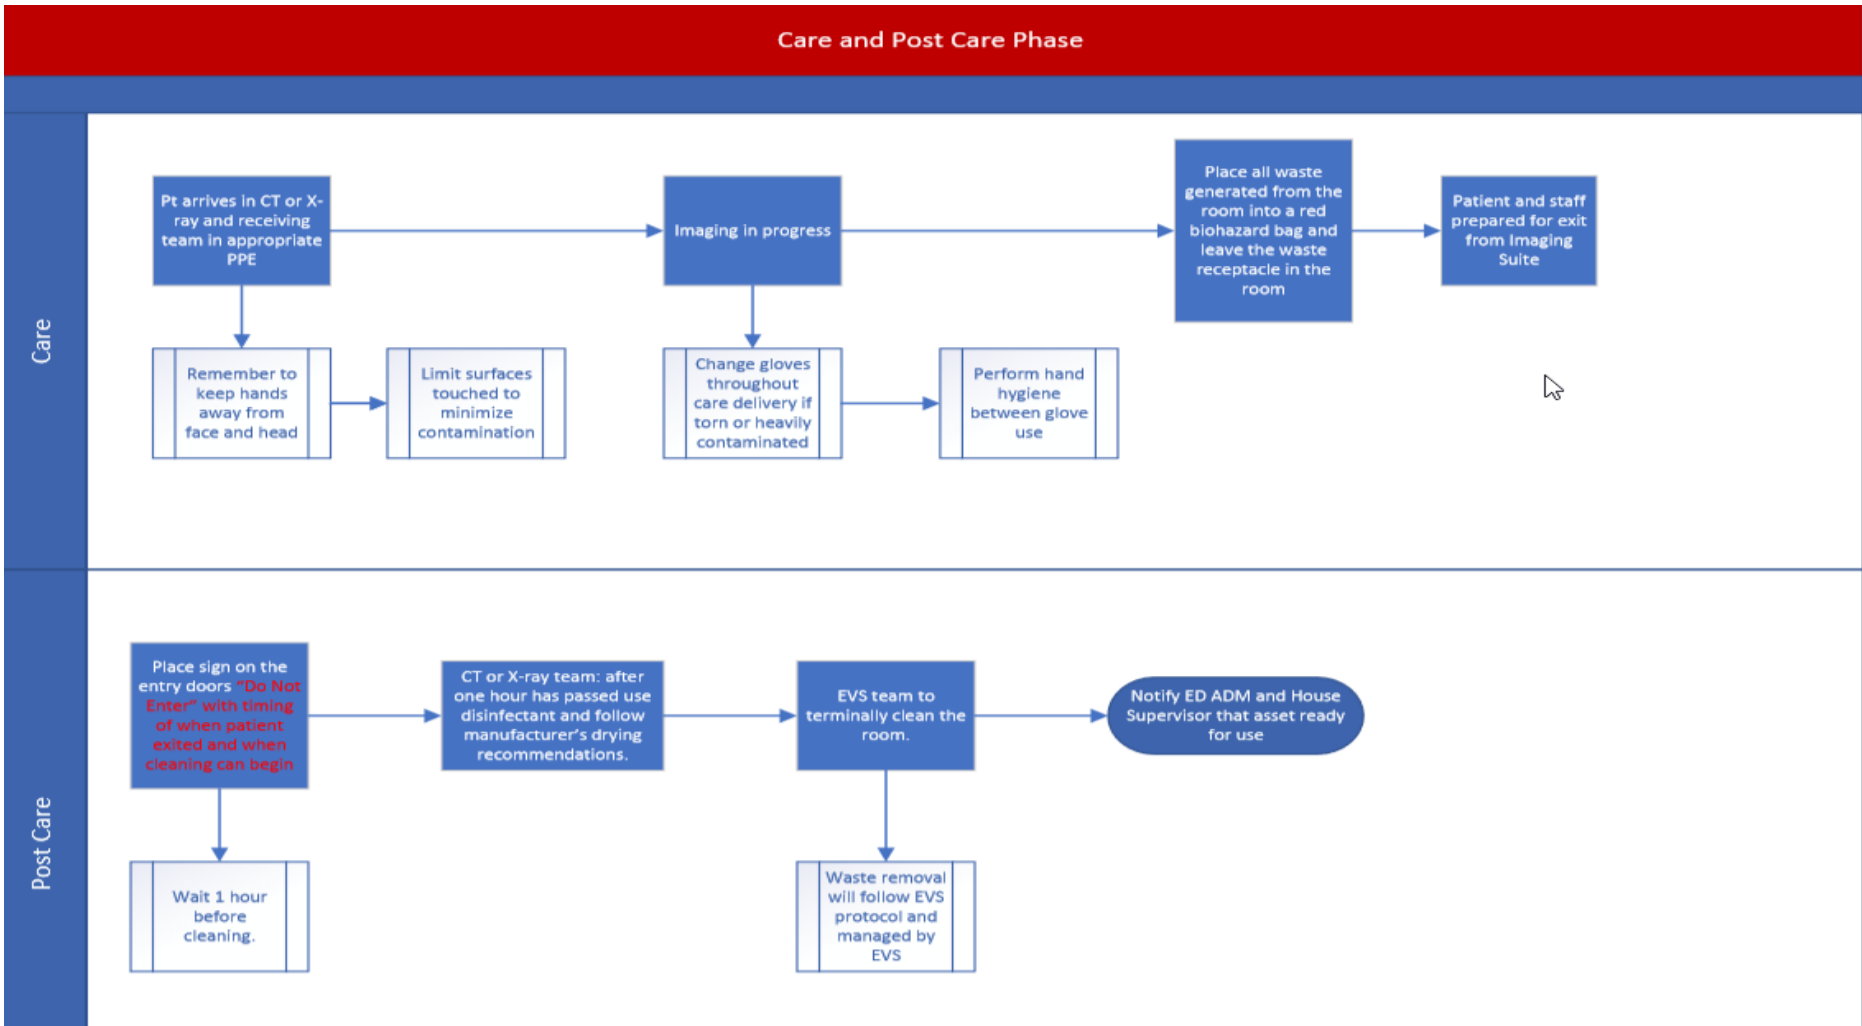 Care and Post Care Phase
Care
Pt arrives in CT or X-
ray and receiving
team in appropriate
PPE
Imaging in progress
Place all waste
generated from the
room into a red
biohazard bag and
leave the waste
receptacle in the
room
Patient and staff
prepared for exit
from Imaging
Suite
Remember to
keep hands
away from
face and head
Limit surfaces
touched to
minimize
contamination
Change gloves
throughout
care delivery if
torn or heavily
contaminated
Perform hand
hygiene
between glove
use
Post Care
Place sign on the
entry doors "Do Not
Enter" with timing
of when patient
exited and when
cleaning can begin
CT or X-ray team: after
one hour has passed use
disinfectant and follow
manufacturer's drying
recommendations.
EVS team to
terminally clean the
room.
Notify ED ADM and House
Supervisor that asset ready
for use
Wait 1 hour
before
cleaning.
Waste removal
will follow EVS
protocol and
managed by
EVS